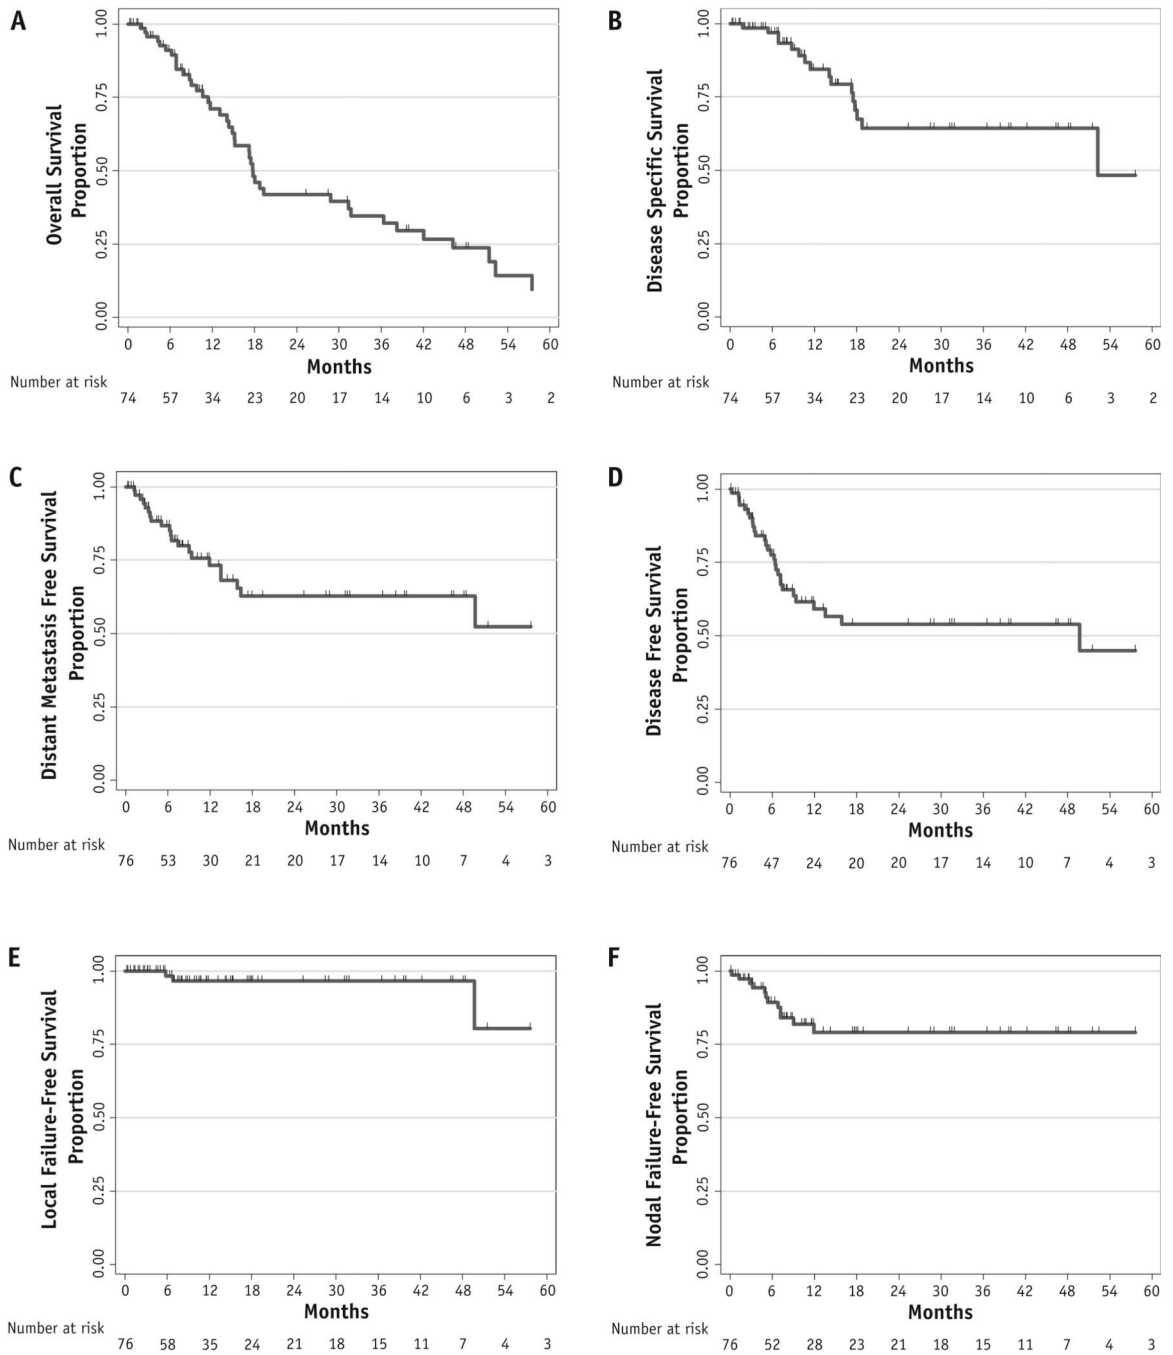 A
Overall Survival
Proportion
1.00
0.75
0.50
0.25
0.00
0 6 12 18 24 30 36 42 48 54 60
Months
Number at risk
74 57 34 23 20 17 14 10 6 3 2
B
Disease Specific Survival
Proportion
1.00
0.75
0.50
0.25
0.00
0 6 12 18 24 30 36 42 48 54 60
Months
Number at risk
74 57 34 23 20 17 14 10 6 3 2
C
Distant Metastasis Free Survival
Proportion
1.00
0.75
0.50
0.25
0.00
0 6 12 18 24 30 36 42 48 54 60
Months
Number at risk
76 53 30 21 20 17 14 10 7 4 3
D
Disease Free Survival
Proportion
1.00
0.75
0.50
0.25
0.00
0 6 12 18 24 30 36 42 48 54 60
Months
Number at risk
76 47 24 20 20 17 14 10 7 4 3
E
Local Failure-Free Survival
Proportion
1.00
0.75
0.50
0.25
0.00
0 6 12 18 24 30 36 42 48 54 60
Months
Number at risk
76 58 35 24 21 18 15 11 7 4 3
F
Nodal Failure-Free Survival
Proportion
1.00
0.75
0.50
0.25
0.00
0 6 12 18 24 30 36 42 48 54 60
Months
Number at risk
76 52 28 23 21 18 15 11 7 4 3